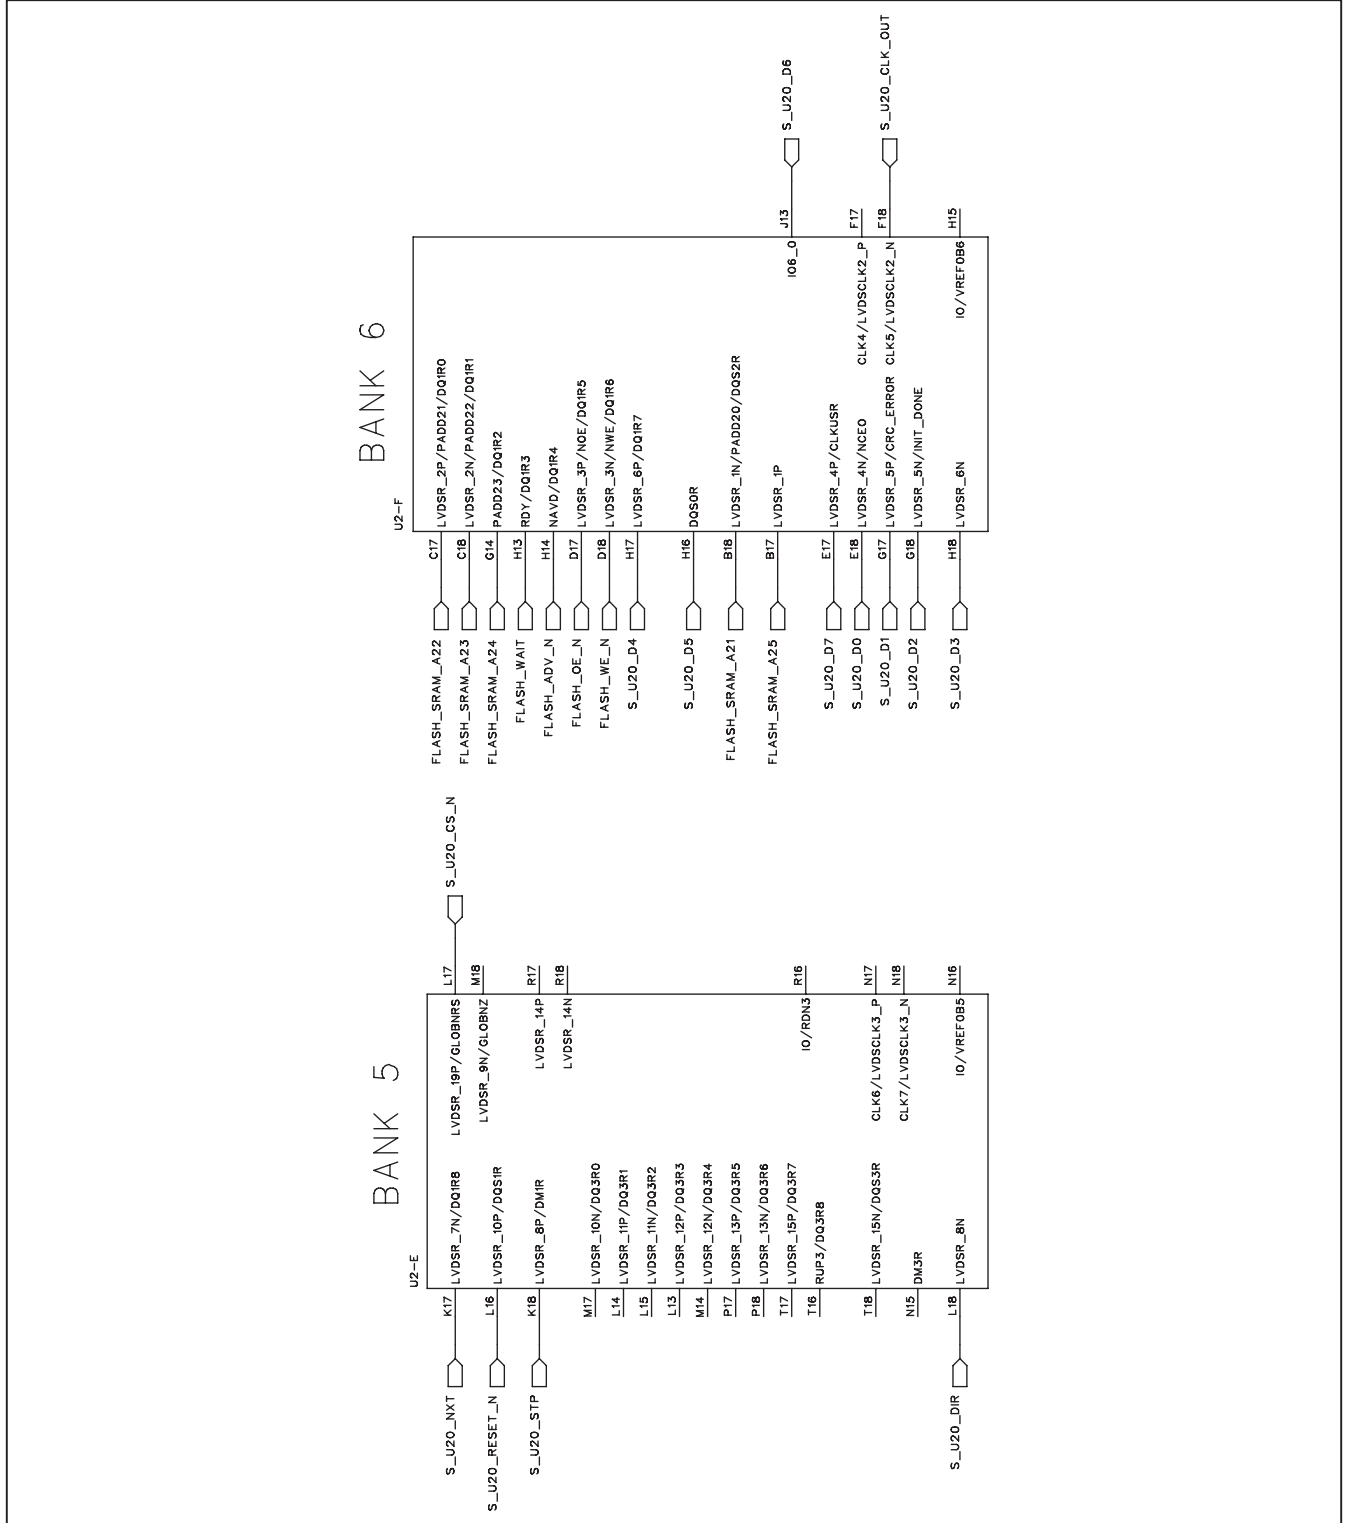 BANK 5
U2-E
S_U20_NXT K17 LVDSR_7N/DQ1R8 LVDSR_19P/GLOBNRS L17 S_U20_CS_N
LVDSR_9N/GLOBNZ M18
S_U20_RESET_N L16 LVDSR_10P/DQS1R
S_U20_STP K18 LVDSR_8P/DM1R LVDSR_14P R17
LVDSR_14N R18
M17 LVDSR_10N/DQ3R0
L14 LVDSR_11P/DQ3R1
L15 LVDSR_11N/DQ3R2
L13 LVDSR_12P/DQ3R3
M14 LVDSR_12N/DQ3R4
P17 LVDSR_13P/DQ3R5
P18 LVDSR_13N/DQ3R6
T17 LVDSR_15P/DQ3R7
IO/RDN3 R16
T16 RUP3/DQ3R8
T18 LVDSR_15N/DQS3R CLK6/LVDSCLK3_P N17
CLK7/LVDSCLK3_N N18
N15 DM3R
S_U20_DIR L18 LVDSR_8N IO/VREFOB5 N16
BANK 6
U2-F
FLASH_SRAM_A22 C17 LVDSR_2P/PADD21/DQ1R0
FLASH_SRAM_A23 C18 LVDSR_2N/PADD22/DQ1R1
FLASH_SRAM_A24 G14 PADD23/DQ1R2
FLASH_WAIT H13 RDY/DQ1R3
FLASH_ADV_N H14 NAVD/DQ1R4
FLASH_OE_N D17 LVDSR_3P/NOE/DQ1R5
FLASH_WE_N D18 LVDSR_3N/NWE/DQ1R6
S_U20_D4 H17 LVDSR_6P/DQ1R7
S_U20_D5 H16 DQS0R
FLASH_SRAM_A21 B18 LVDSR_1N/PADD20/DQS2R
FLASH_SRAM_A25 B17 LVDSR_1P
IO6_0 J13 S_U20_D6
S_U20_D7 E17 LVDSR_4P/CLKUSR
S_U20_D0 E18 LVDSR_4N/NCEO CLK4/LVDSCLK2_P F17
S_U20_D1 G17 LVDSR_5P/CRC_ERROR CLK5/LVDSCLK2_N F18 S_U20_CLK_OUT
S_U20_D2 G18 LVDSR_5N/INIT_DONE
S_U20_D3 H18 LVDSR_6N IO/VREFOB6 H15